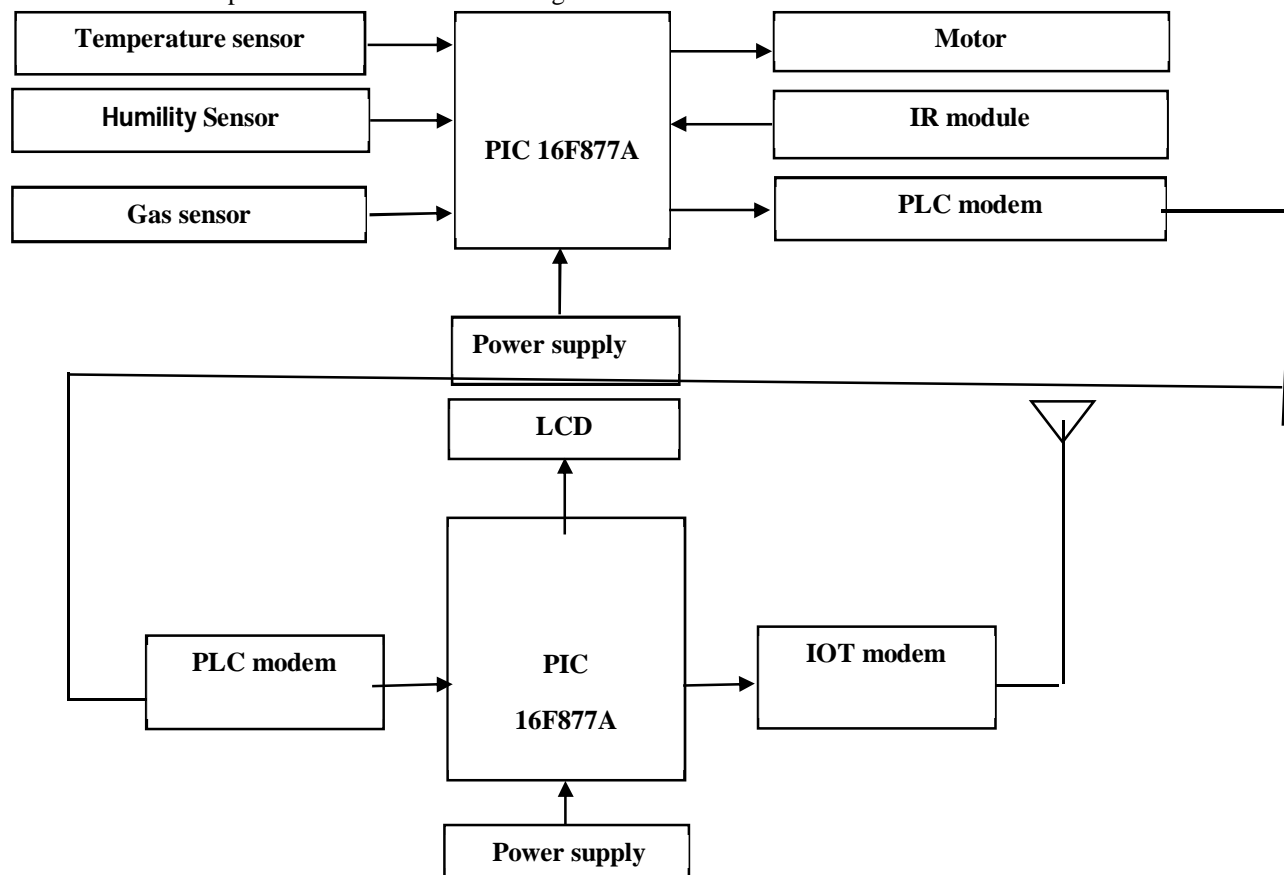 Temperature sensor
Motor
Humility Sensor
IR module
PIC 16F877A
Gas sensor
PLC modem
Power supply
LCD
PLC modem
PIC
16F877A
IOT modem
Power supply